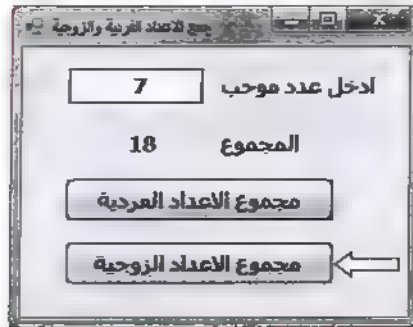 جمع الاعداد الفردية والزوجية
ادخل عدد موجب 7
المجموع 18
مجموع الاعداد الفردية
مجموع الاعداد الزوجية